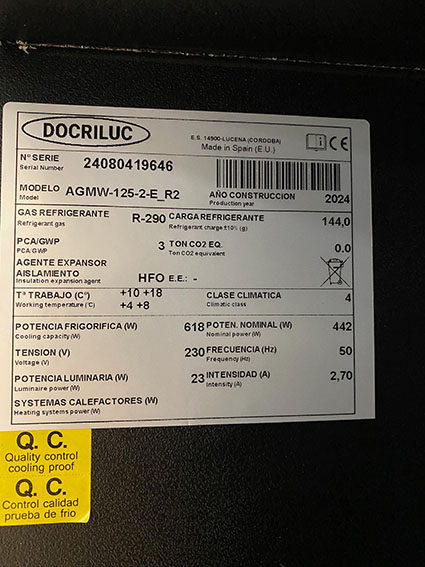 DOCRILUC
E.S. 14900-LUCENA (CORDOBA)
Made in Spain (E.U.)
i CE
Nº SERIE 24080419646
Serial Number
MODELO AGMW-125-2-E_R2 AÑO CONSTRUCCION 2024
Model Production year
GAS REFRIGERANTE R-290 CARGA REFRIGERANTE 144,0
Refrigerant gas Refrigerant charge ±10% (g)
PCA/GWP 3 TON CO2 EQ. 0.0
PCA/GWP Ton CO2 equivalent
AGENTE EXPANSOR
AISLAMIENTO HFO E.E.: -
Insulation expansion agent
Tª TRABAJO (Cº) +10 +18 CLASE CLIMATICA 4
Working temperature (ºC) +4 +8 Climatic class
POTENCIA FRIGORIFICA (W) 618 POTEN. NOMINAL (W) 442
Cooling capacity (W) Nominal power (W)
TENSION (V) 230 FRECUENCIA (Hz) 50
Voltage (V) Frequency (Hz)
POTENCIA LUMINARIA (W) 23 INTENSIDAD (A) 2,70
Luminaire power (W) Intensity (A)
SYSTEMAS CALEFACTORES (W)
Heating systems power (W)
Q. C.
Quality control
cooling proof
Q. C.
Control calidad
prueba de frio